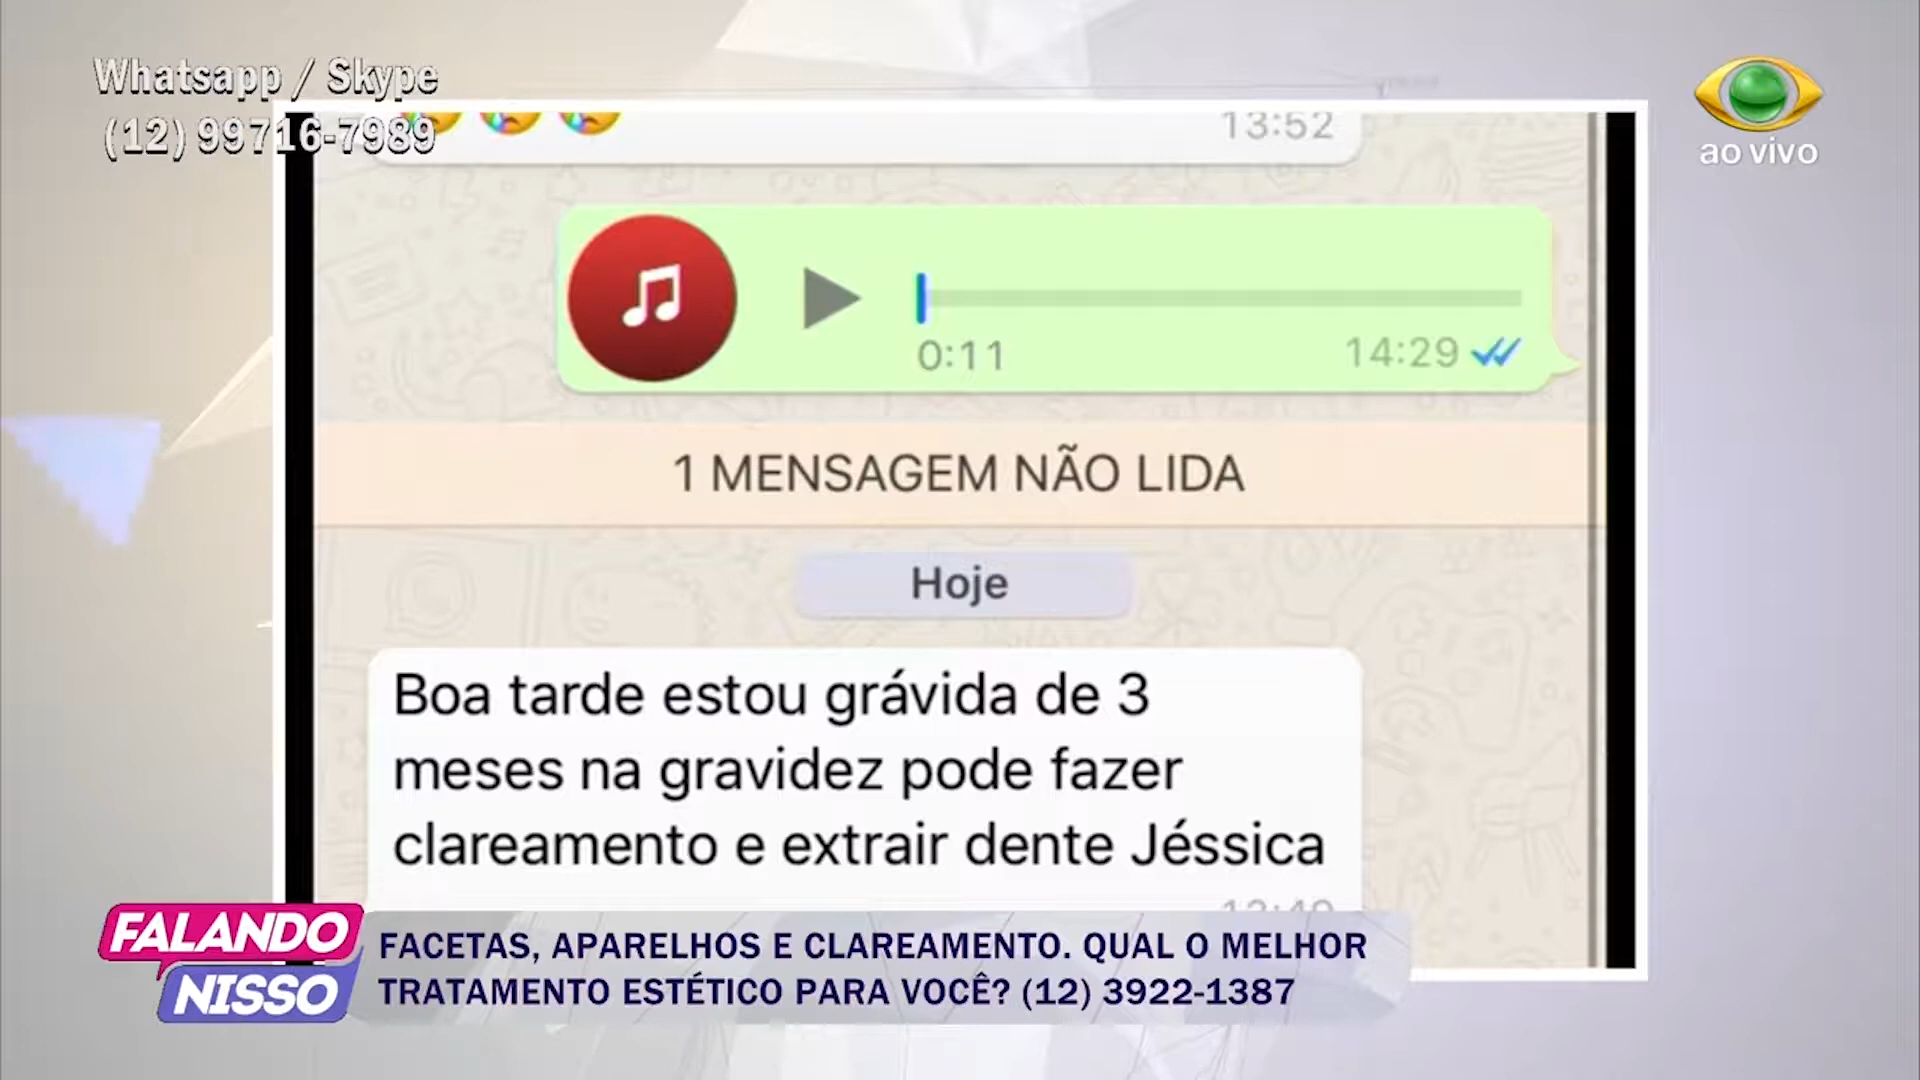 Whatsapp / Skype
(12) 99716-7989
ao vivo
13:52
0:11
14:29
1 MENSAGEM NÃO LIDA
Hoje
Boa tarde estou grávida de 3
meses na gravidez pode fazer
clareamento e extrair dente Jéssica
FALANDO
NISSO
FACETAS, APARELHOS E CLAREAMENTO. QUAL O MELHOR
TRATAMENTO ESTÉTICO PARA VOCÊ? (12) 3922-1387